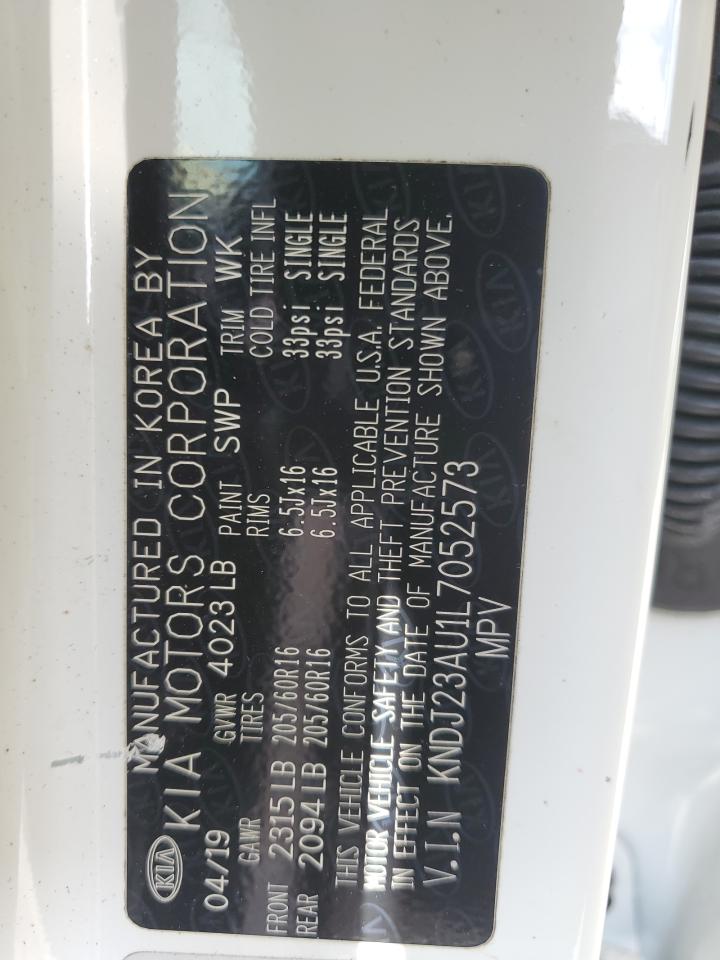 MANUFACTURED IN KOREA BY
KIA KIA MOTORS CORPORATION
04/19 GVWR 4023LB PAINT SWP TRIM WK
GAWR TIRES RIMS COLD TIRE INFL
FRONT 2315LB 205/60R16 6.5Jx16 33psi SINGLE
REAR 2094LB 205/60R16 6.5Jx16 33psi SINGLE
THIS VEHICLE CONFORMS TO ALL APPLICABLE U.S.A. FEDERAL
MOTOR VEHICLE SAFETY AND THEFT PREVENTION STANDARDS
IN EFFECT ON THE DATE OF MANUFACTURE SHOWN ABOVE.
V.I.N KNDJ23AU1L7052573
MPV